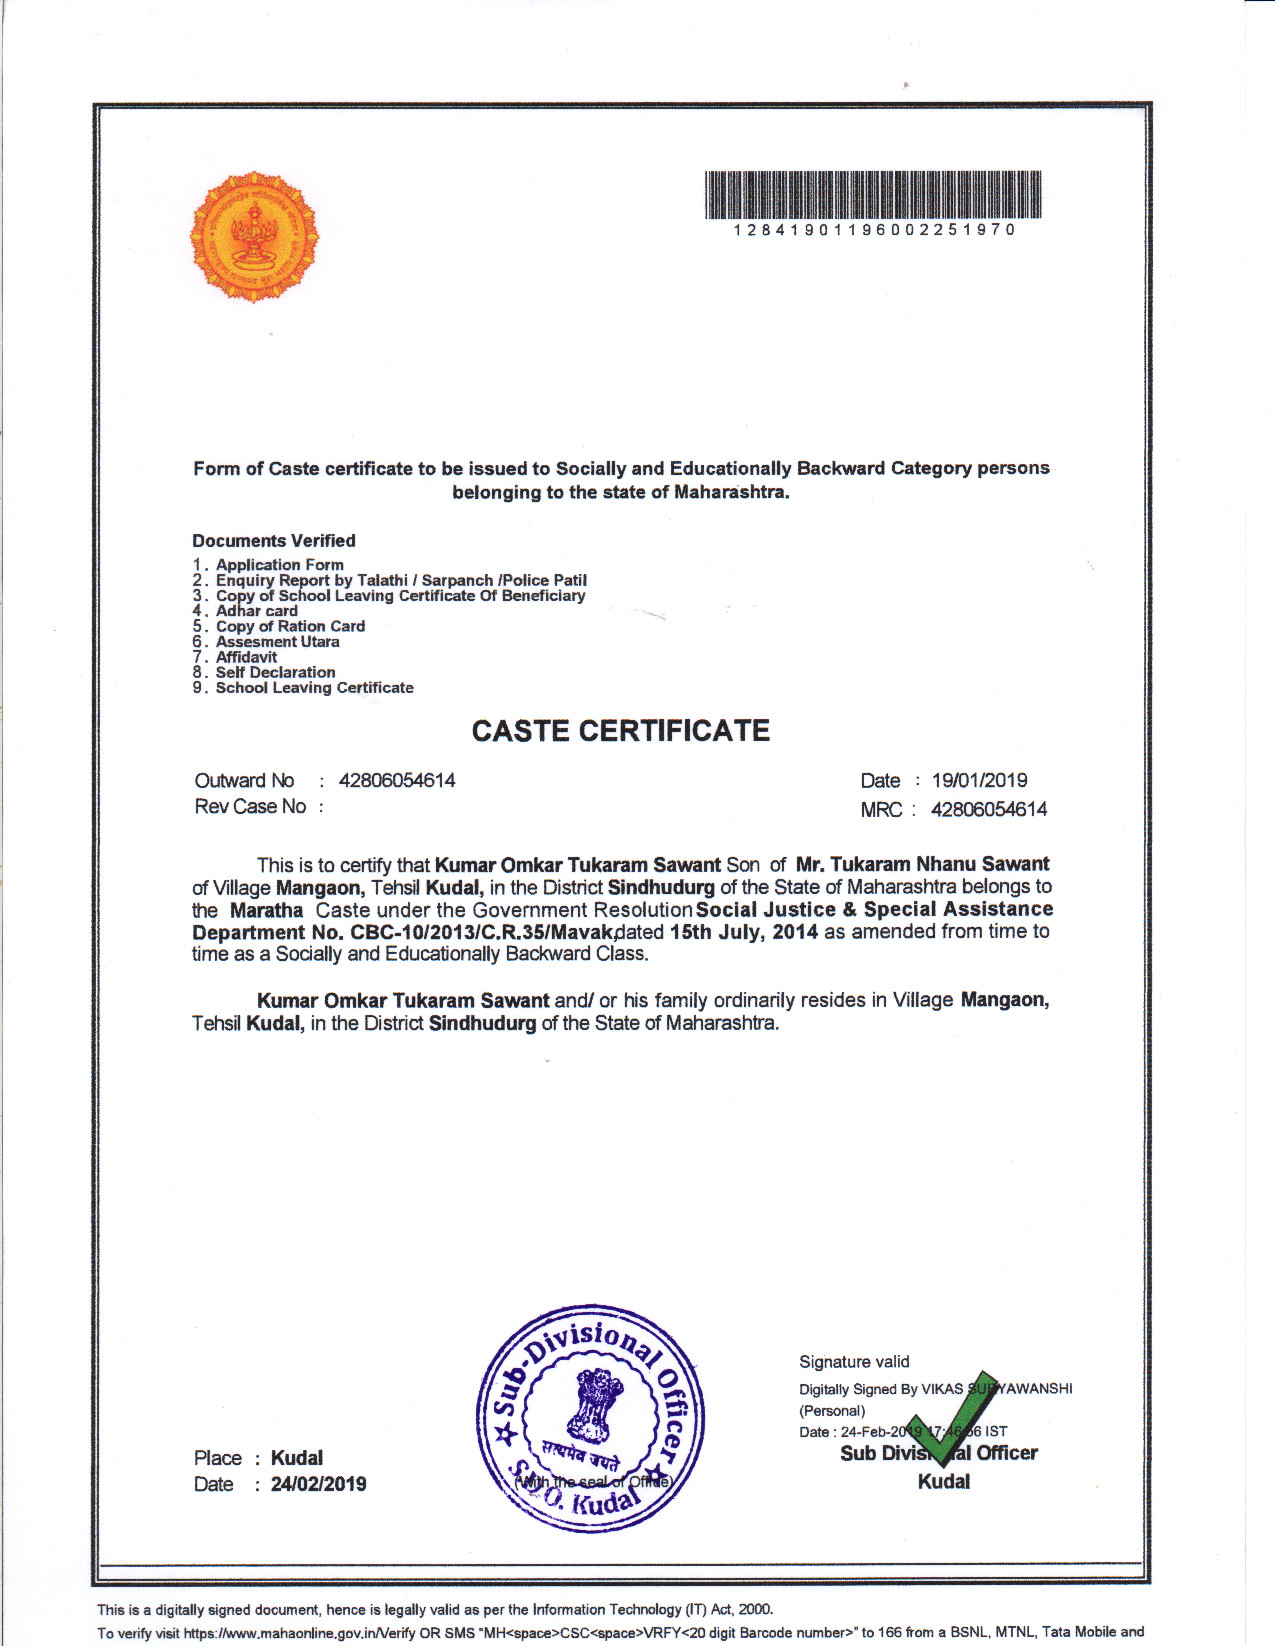 12841901196002251970
Form of Caste certificate to be issued to Socially and Educationally Backward Category persons
belonging to the state of Maharashtra.
Documents Verified
1. Application Form
2. Enquiry Report by Talathi / Sarpanch /Police Patil
3. Copy of School Leaving Certificate Of Beneficiary
4. Adhar card
5. Copy of Ration Card
6. Assesment Utara
7. Affidavit
8. Self Declaration
9. School Leaving Certificate
CASTE CERTIFICATE
Outward No : 42806054614 Date : 19/01/2019
Rev Case No : MRC : 42806054614
This is to certify that Kumar Omkar Tukaram Sawant Son of Mr. Tukaram Nhanu Sawant
of Village Mangaon, Tehsil Kudal, in the District Sindhudurg of the State of Maharashtra belongs to
the Maratha Caste under the Government Resolution Social Justice & Special Assistance
Department No. CBC-10/2013/C.R.35/Mavak,dated 15th July, 2014 as amended from time to
time as a Socially and Educationally Backward Class.
Kumar Omkar Tukaram Sawant and/ or his family ordinarily resides in Village Mangaon,
Tehsil Kudal, in the District Sindhudurg of the State of Maharashtra.
Sub-Divisional Officer
सत्यमेव जयते
S.D.O. Kudal
(With the seal of Office)
Signature valid
Digitally Signed By VIKAS SURYAWANSHI
(Personal)
Date : 24-Feb-2019 17:46:56 IST
Sub Divisional Officer
Kudal
Place : Kudal
Date : 24/02/2019
This is a digitally signed document, hence is legally valid as per the Information Technology (IT) Act, 2000.
To verify visit https://www.mahaonline.gov.in/Verify OR SMS "MH<space>CSC<space>VRFY<20 digit Barcode number>" to 166 from a BSNL, MTNL, Tata Mobile and